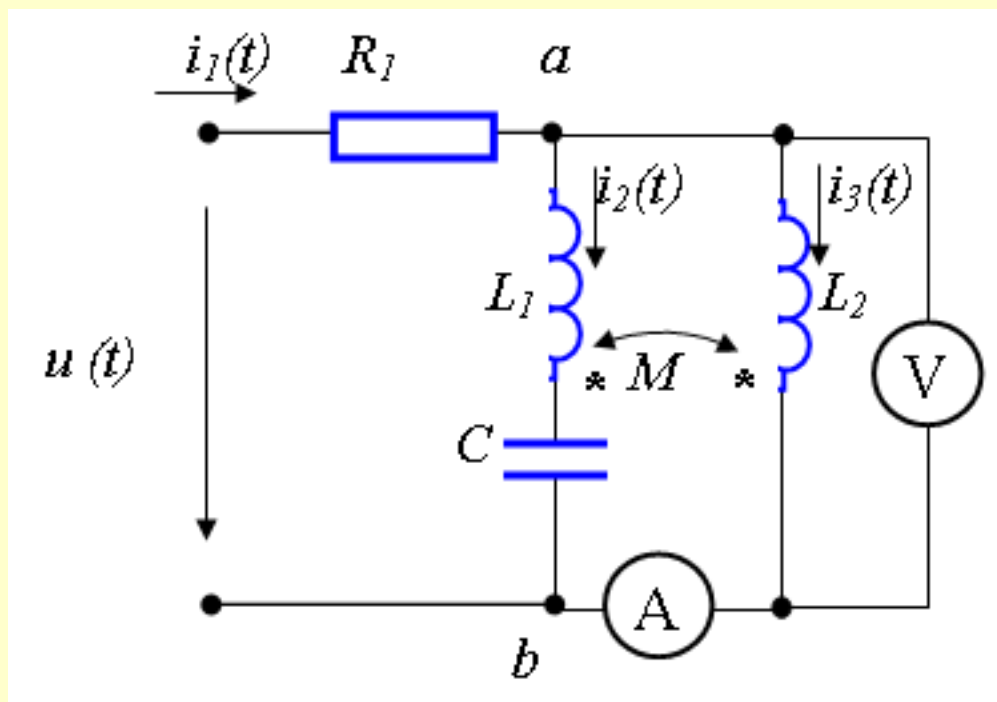 i₁(t) R₁ a
i₂(t) i₃(t)
L₁ L₂
u (t) * M * V
C
A
b